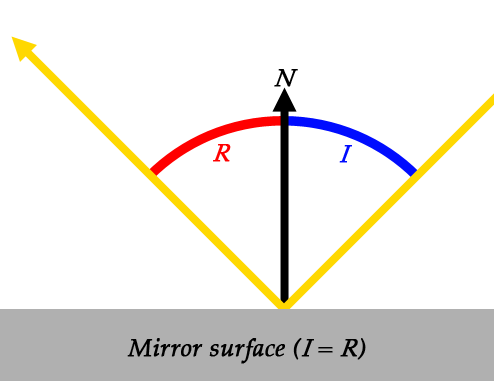 N
R
I
Mirror surface (I = R)